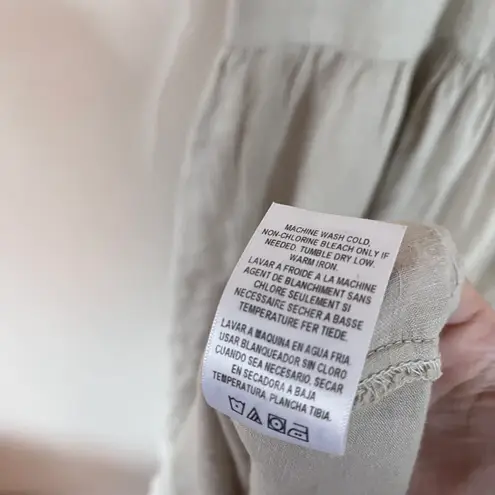 MACHINE WASH COLD,
NON-CHLORINE BLEACH ONLY IF
NEEDED, TUMBLE DRY LOW.
WARM IRON.
LAVAR A FROIDE A LA MACHINE
AGENT DE BLANCHIMENT SANS
CHLORE SEULEMENT SI
NECESSAIRE SECHER A BASSE
TEMPERATURE FER TIEDE.
LAVAR A MAQUINA EN AGUA FRIA.
USAR BLANQUEADOR SIN CLORO
CUANDO SEA NECESARIO, SECAR
EN SECADORA A BAJA
TEMPERATURA, PLANCHA TIBIA.